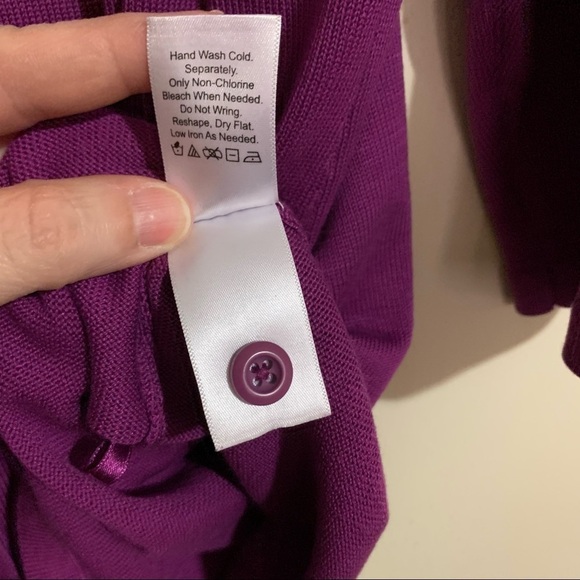 Hand Wash Cold.
Separately.
Only Non-Chlorine
Bleach When Needed.
Do Not Wring.
Reshape, Dry Flat.
Low Iron As Needed.